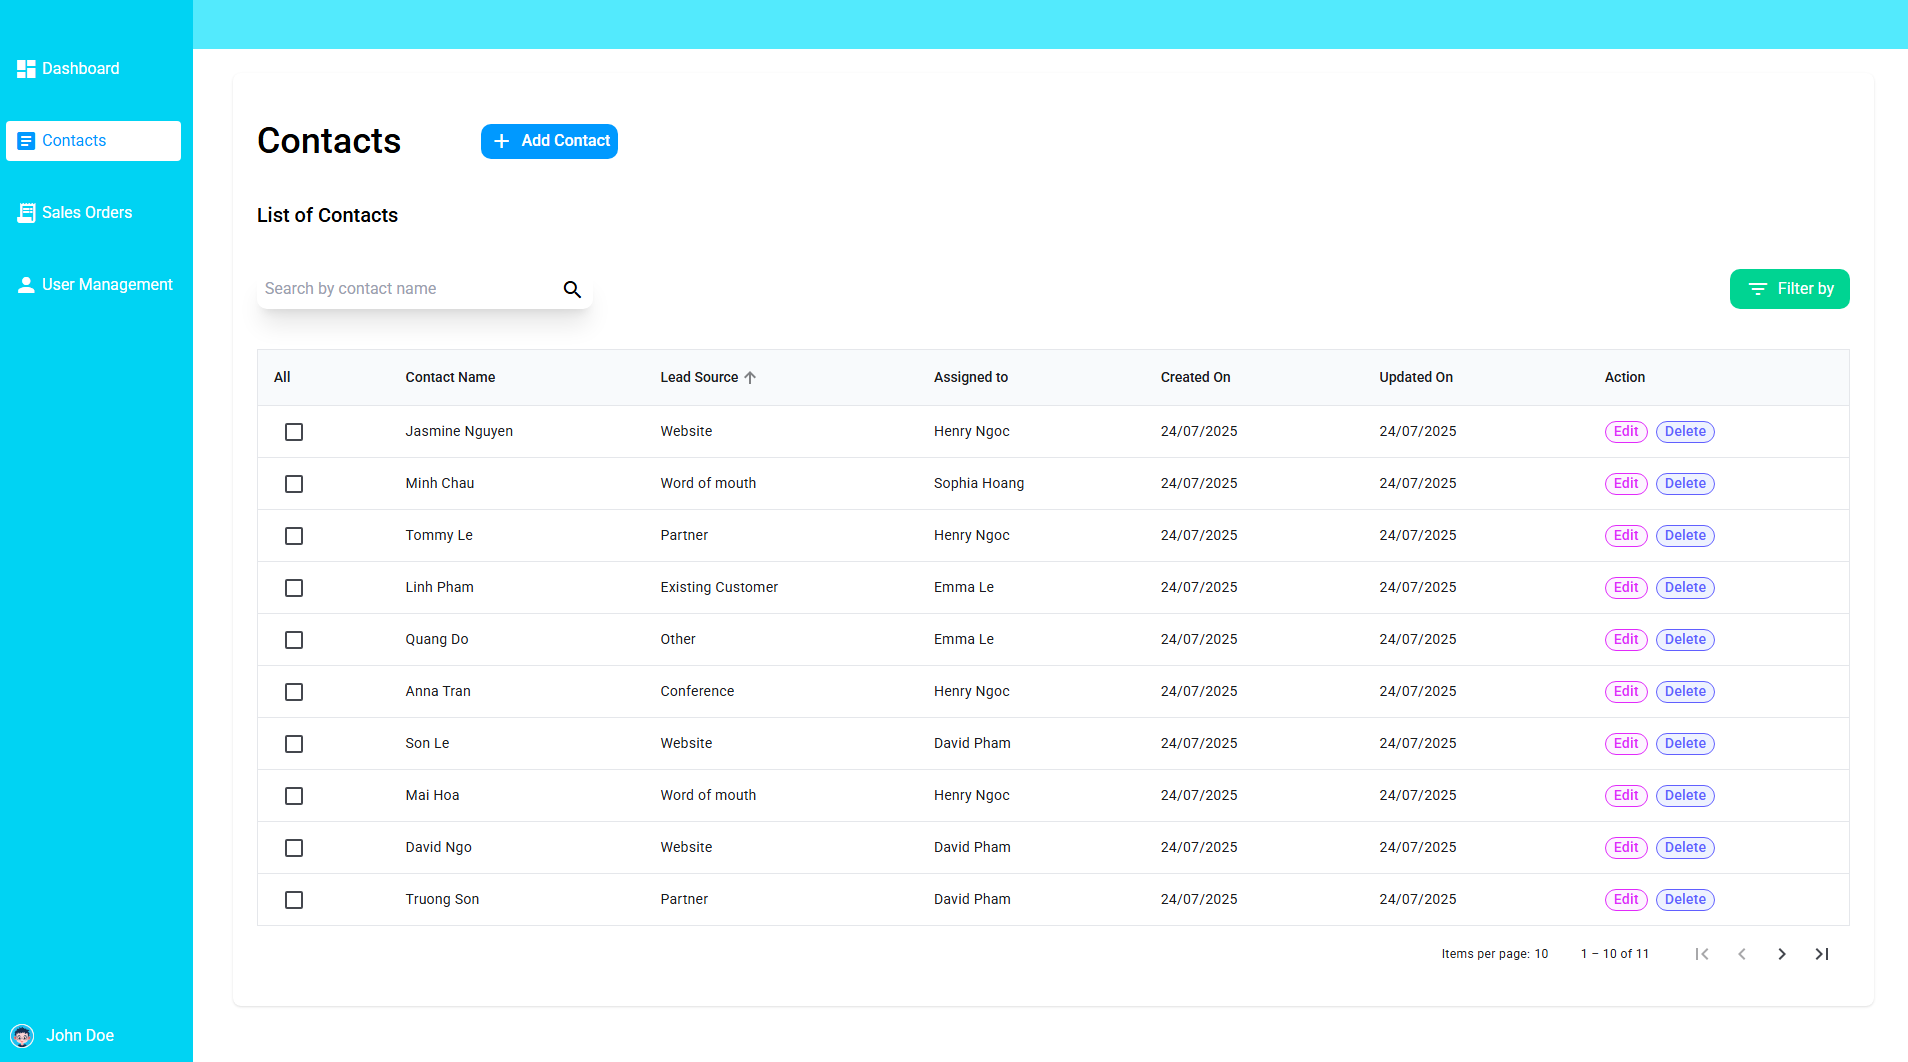 Dashboard
Contacts
Sales Orders
User Management
John Doe
Contacts
Add Contact
List of Contacts
Search by contact name
Filter by
All Contact Name Lead Source Assigned to Created On Updated On Action
Jasmine Nguyen Website Henry Ngoc 24/07/2025 24/07/2025 Edit Delete
Minh Chau Word of mouth Sophia Hoang 24/07/2025 24/07/2025 Edit Delete
Tommy Le Partner Henry Ngoc 24/07/2025 24/07/2025 Edit Delete
Linh Pham Existing Customer Emma Le 24/07/2025 24/07/2025 Edit Delete
Quang Do Other Emma Le 24/07/2025 24/07/2025 Edit Delete
Anna Tran Conference Henry Ngoc 24/07/2025 24/07/2025 Edit Delete
Son Le Website David Pham 24/07/2025 24/07/2025 Edit Delete
Mai Hoa Word of mouth Henry Ngoc 24/07/2025 24/07/2025 Edit Delete
David Ngo Website David Pham 24/07/2025 24/07/2025 Edit Delete
Truong Son Partner David Pham 24/07/2025 24/07/2025 Edit Delete
Items per page: 10 1 – 10 of 11